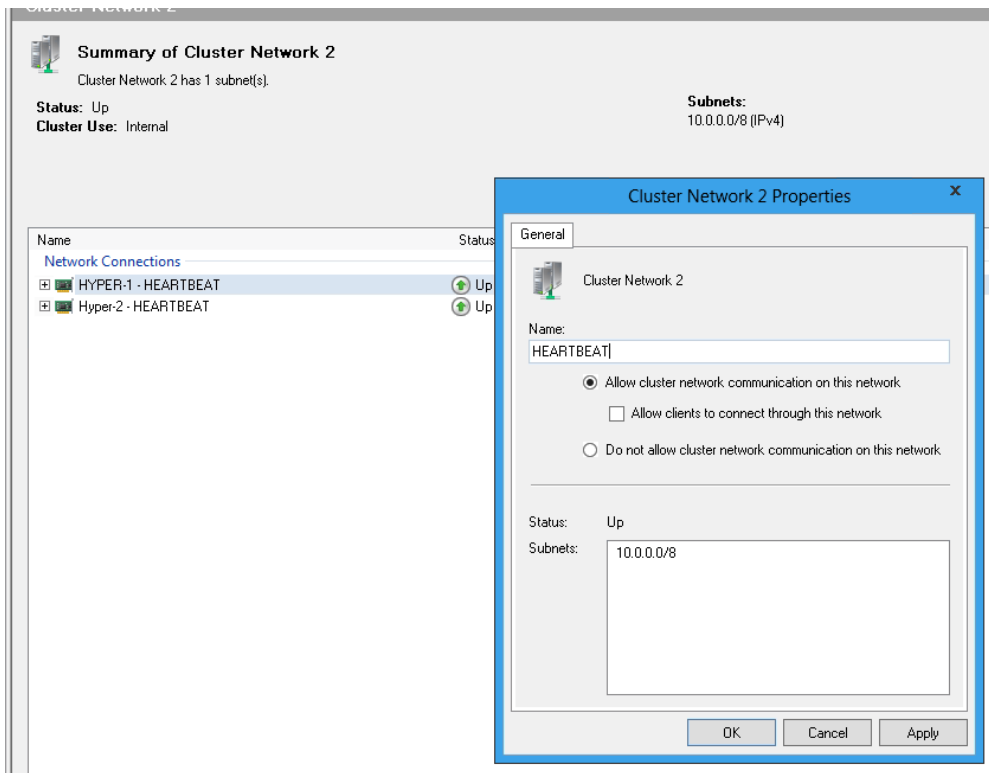 Cluster Network 2
Summary of Cluster Network 2
Cluster Network 2 has 1 subnet(s).
Status: Up
Cluster Use: Internal
Subnets:
10.0.0.0/8 (IPv4)
Name Status
Network Connections
HYPER-1 - HEARTBEAT Up
Hyper-2 - HEARTBEAT Up
Cluster Network 2 Properties x
General
Cluster Network 2
Name:
HEARTBEAT
Allow cluster network communication on this network
Allow clients to connect through this network
Do not allow cluster network communication on this network
Status: Up
Subnets: 10.0.0.0/8
OK Cancel Apply